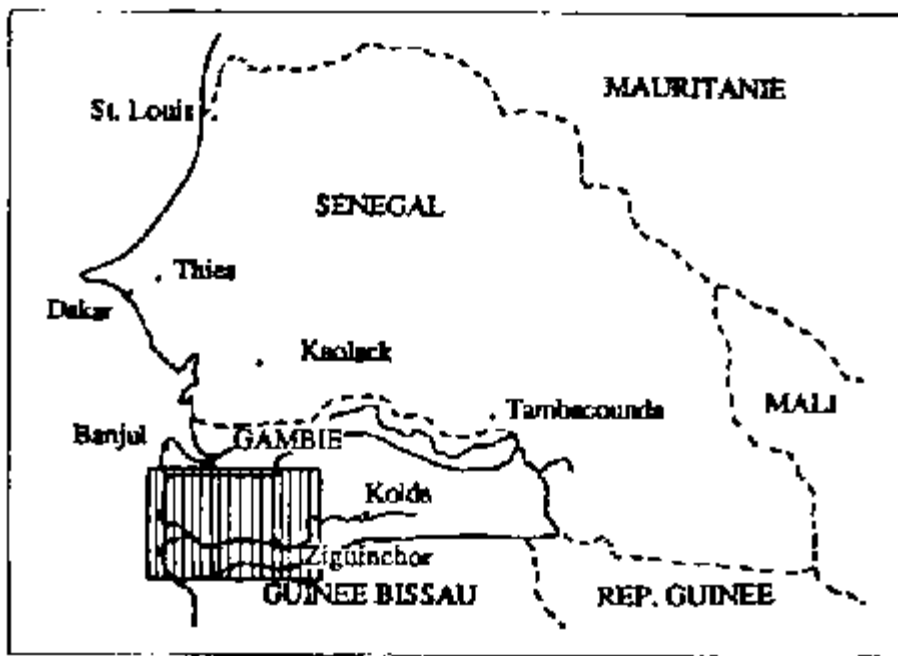 MAURITANIE
St. Louis
SENEGAL
Thies
Dakar
Kaolack
Tambacounda
MALI
Banjul
GAMBIE
Kolda
Ziguinchor
GUINEE BISSAU
REP. GUINEE